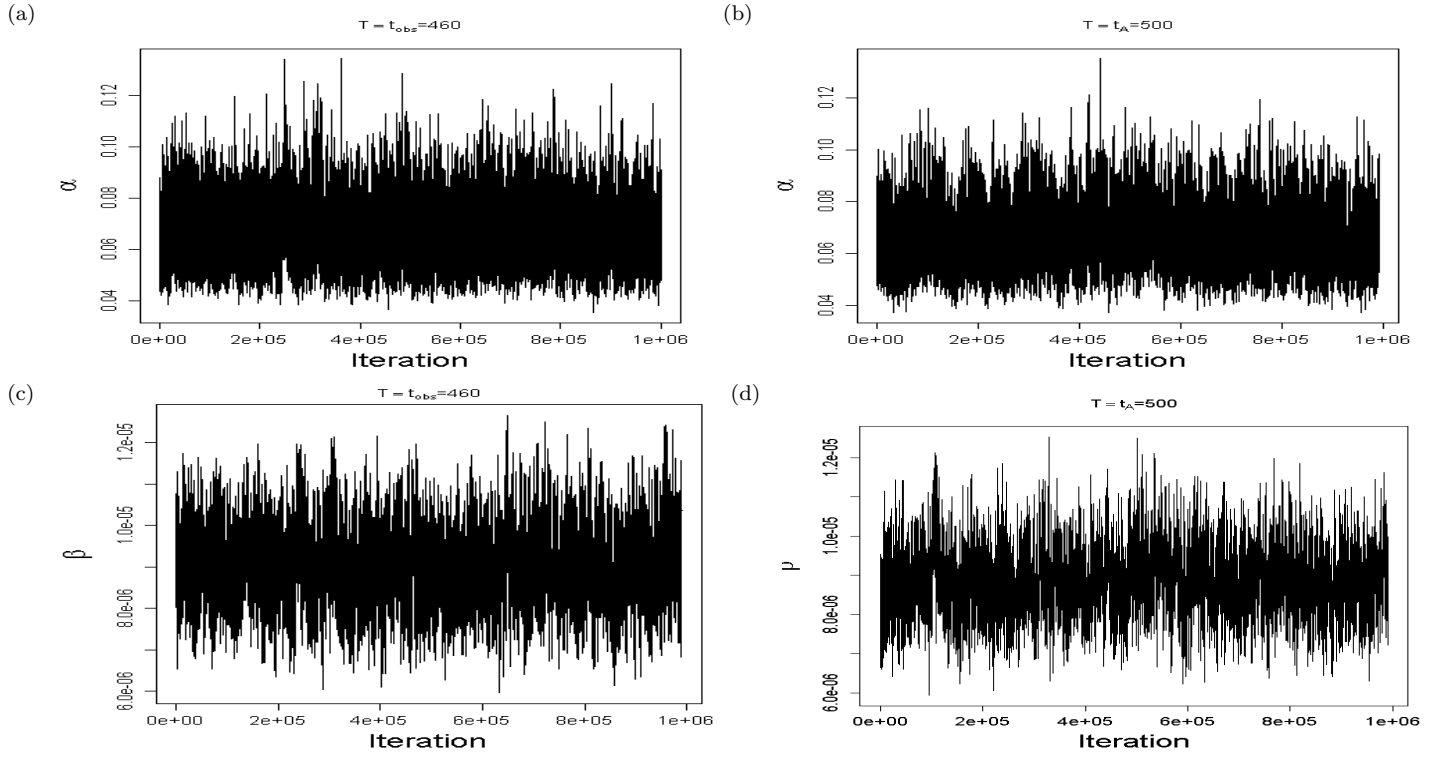 (a)
T = tobs=460
α
0.12
0.10
0.08
0.06
0.04
0e+00 2e+05 4e+05 6e+05 8e+05 1e+06
Iteration
(b)
T = tA=500
α
0.12
0.10
0.08
0.06
0.04
0e+00 2e+05 4e+05 6e+05 8e+05 1e+06
Iteration
(c)
T = tobs=460
β
1.2e-05
1.0e-05
8.0e-06
6.0e-06
0e+00 2e+05 4e+05 6e+05 8e+05 1e+06
Iteration
(d)
T = tA=500
μ
1.2e-05
1.0e-05
8.0e-06
6.0e-06
0e+00 2e+05 4e+05 6e+05 8e+05 1e+06
Iteration